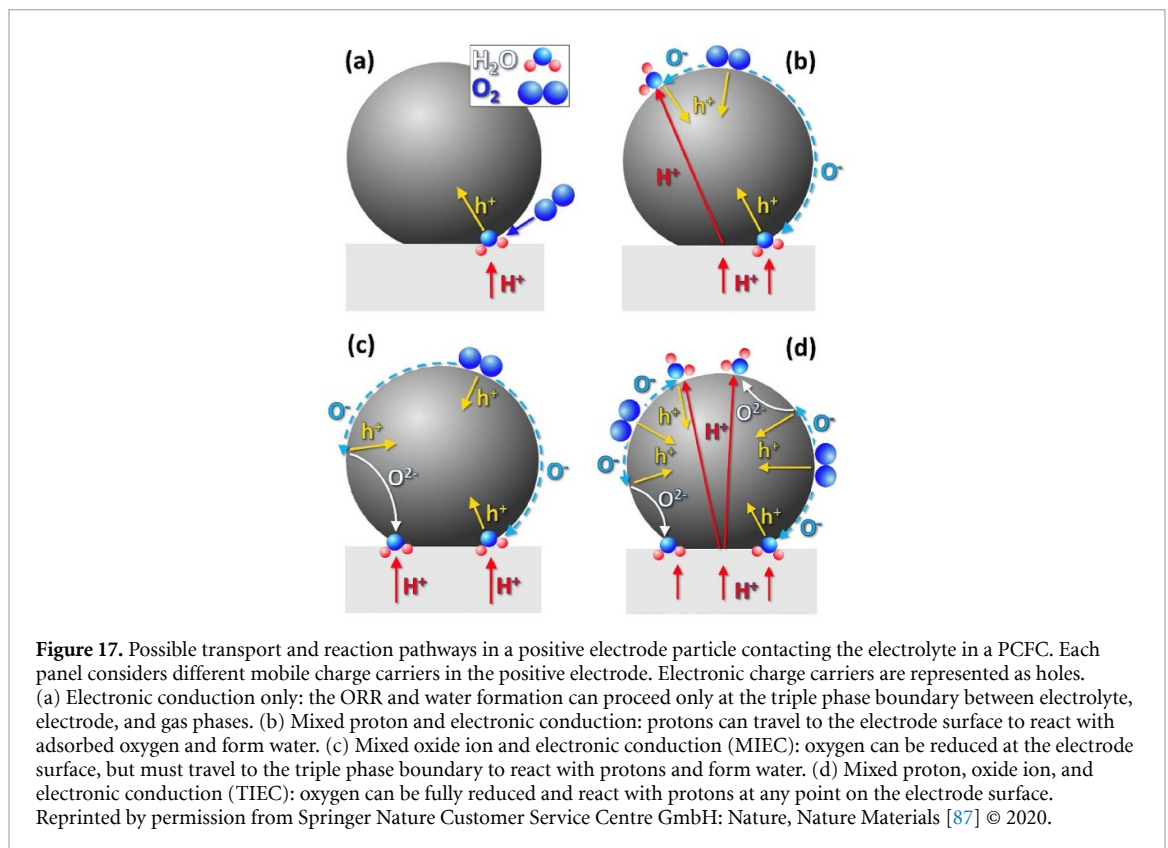 (a)
H₂O
O₂
h⁺
H⁺
(b)
O⁻
h⁺
H⁺
O⁻
h⁺
H⁺
(c)
h⁺
O⁻
h⁺
O⁻
O²⁻
h⁺
H⁺
H⁺
(d)
O⁻
h⁺
H⁺
O²⁻
O⁻
h⁺
h⁺
O⁻
O²⁻
O⁻
h⁺
H⁺
Figure 17. Possible transport and reaction pathways in a positive electrode particle contacting the electrolyte in a PCFC. Each
panel considers different mobile charge carriers in the positive electrode. Electronic charge carriers are represented as holes.
(a) Electronic conduction only: the ORR and water formation can proceed only at the triple phase boundary between electrolyte,
electrode, and gas phases. (b) Mixed proton and electronic conduction: protons can travel to the electrode surface to react with
adsorbed oxygen and form water. (c) Mixed oxide ion and electronic conduction (MIEC): oxygen can be reduced at the electrode
surface, but must travel to the triple phase boundary to react with protons and form water. (d) Mixed proton, oxide ion, and
electronic conduction (TIEC): oxygen can be fully reduced and react with protons at any point on the electrode surface.
Reprinted by permission from Springer Nature Customer Service Centre GmbH: Nature, Nature Materials [87] © 2020.